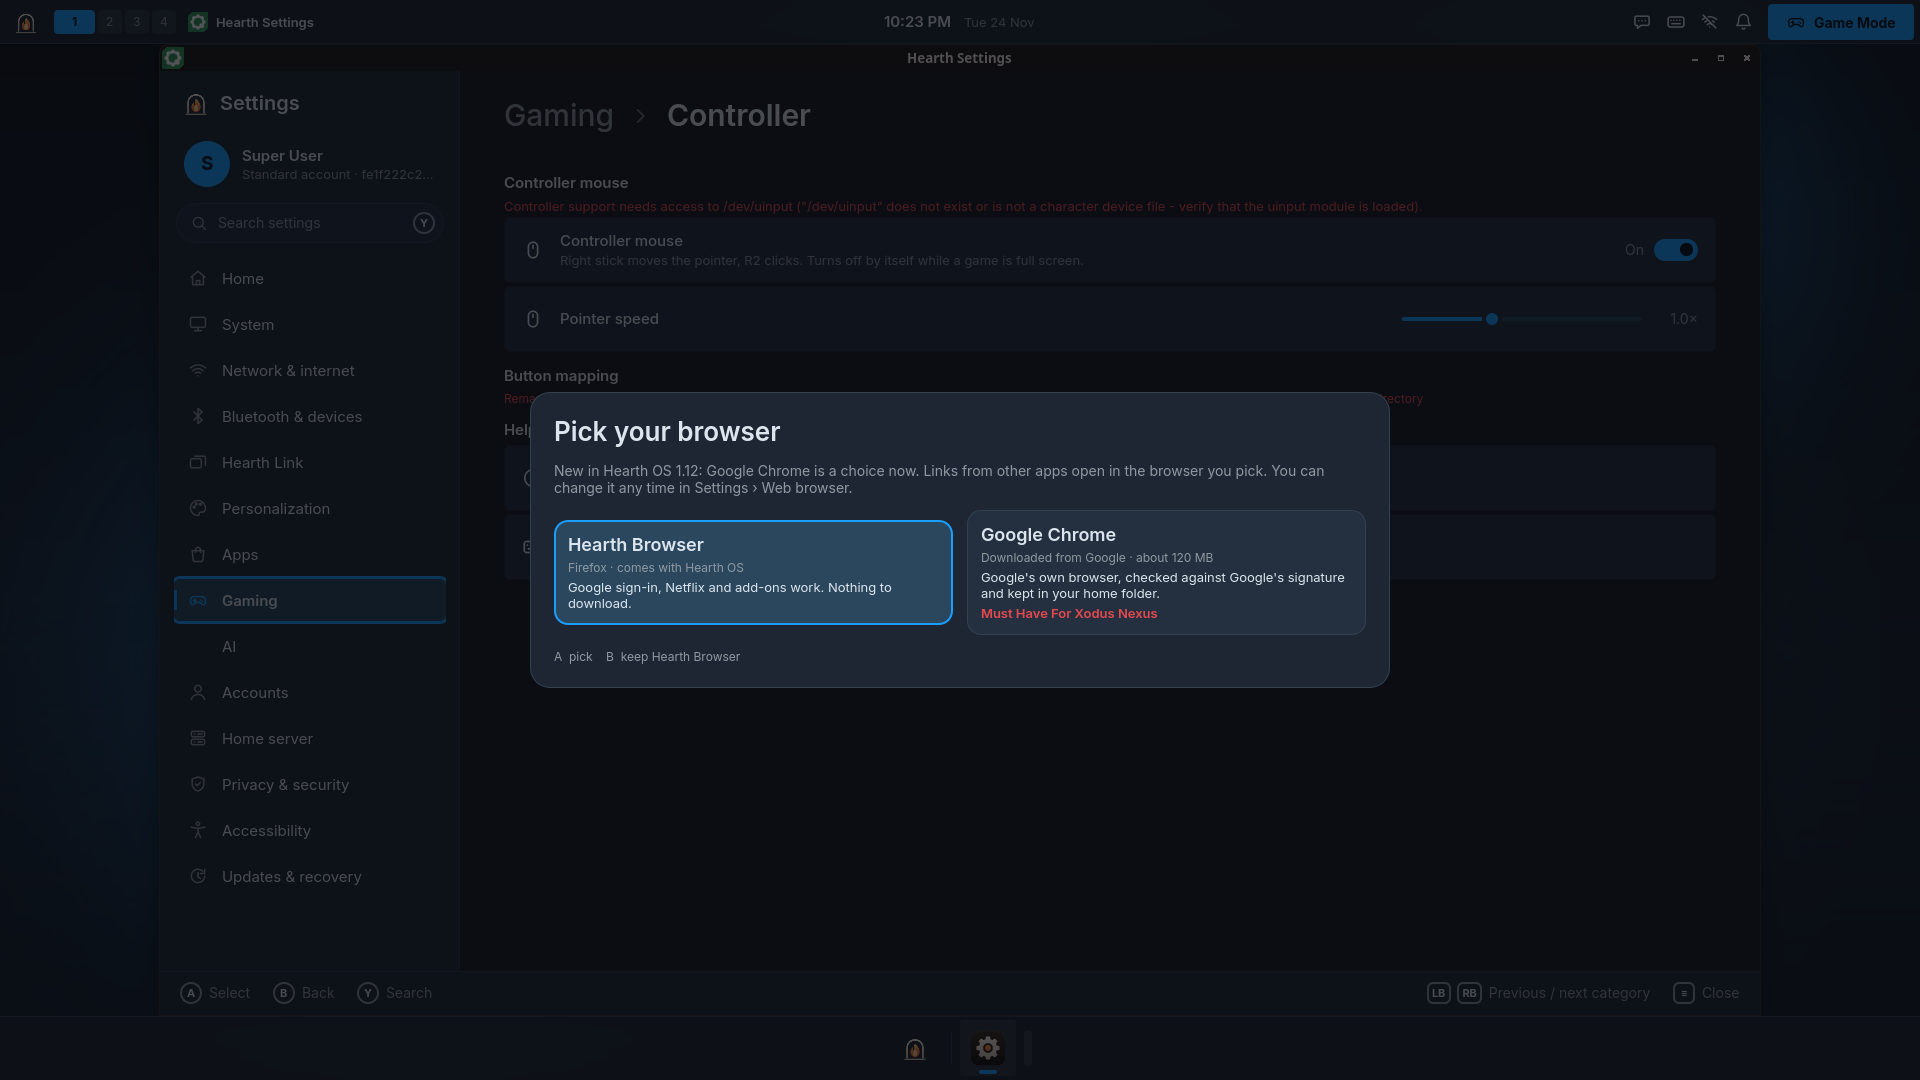 1 2 3 4 Hearth Settings 10:23 PM Tue 24 Nov Game Mode
Hearth Settings
Settings
S Super User
Standard account · fe1f222c2...
Search settings Y
Home
System
Network & internet
Bluetooth & devices
Hearth Link
Personalization
Apps
Gaming
AI
Accounts
Home server
Privacy & security
Accessibility
Updates & recovery
Gaming > Controller
Controller mouse
Controller support needs access to /dev/uinput ("/dev/uinput" does not exist or is not a character device file - verify that the uinput module is loaded).
Controller mouse
Right stick moves the pointer, R2 clicks. Turns off by itself while a game is full screen.
On
Pointer speed 1.0×
Button mapping
Pick your browser
New in Hearth OS 1.12: Google Chrome is a choice now. Links from other apps open in the browser you pick. You can
change it any time in Settings › Web browser.
Hearth Browser
Firefox · comes with Hearth OS
Google sign-in, Netflix and add-ons work. Nothing to
download.
Google Chrome
Downloaded from Google · about 120 MB
Google's own browser, checked against Google's signature
and kept in your home folder.
Must Have For Xodus Nexus
A pick B keep Hearth Browser
A Select B Back Y Search LB RB Previous / next category Close